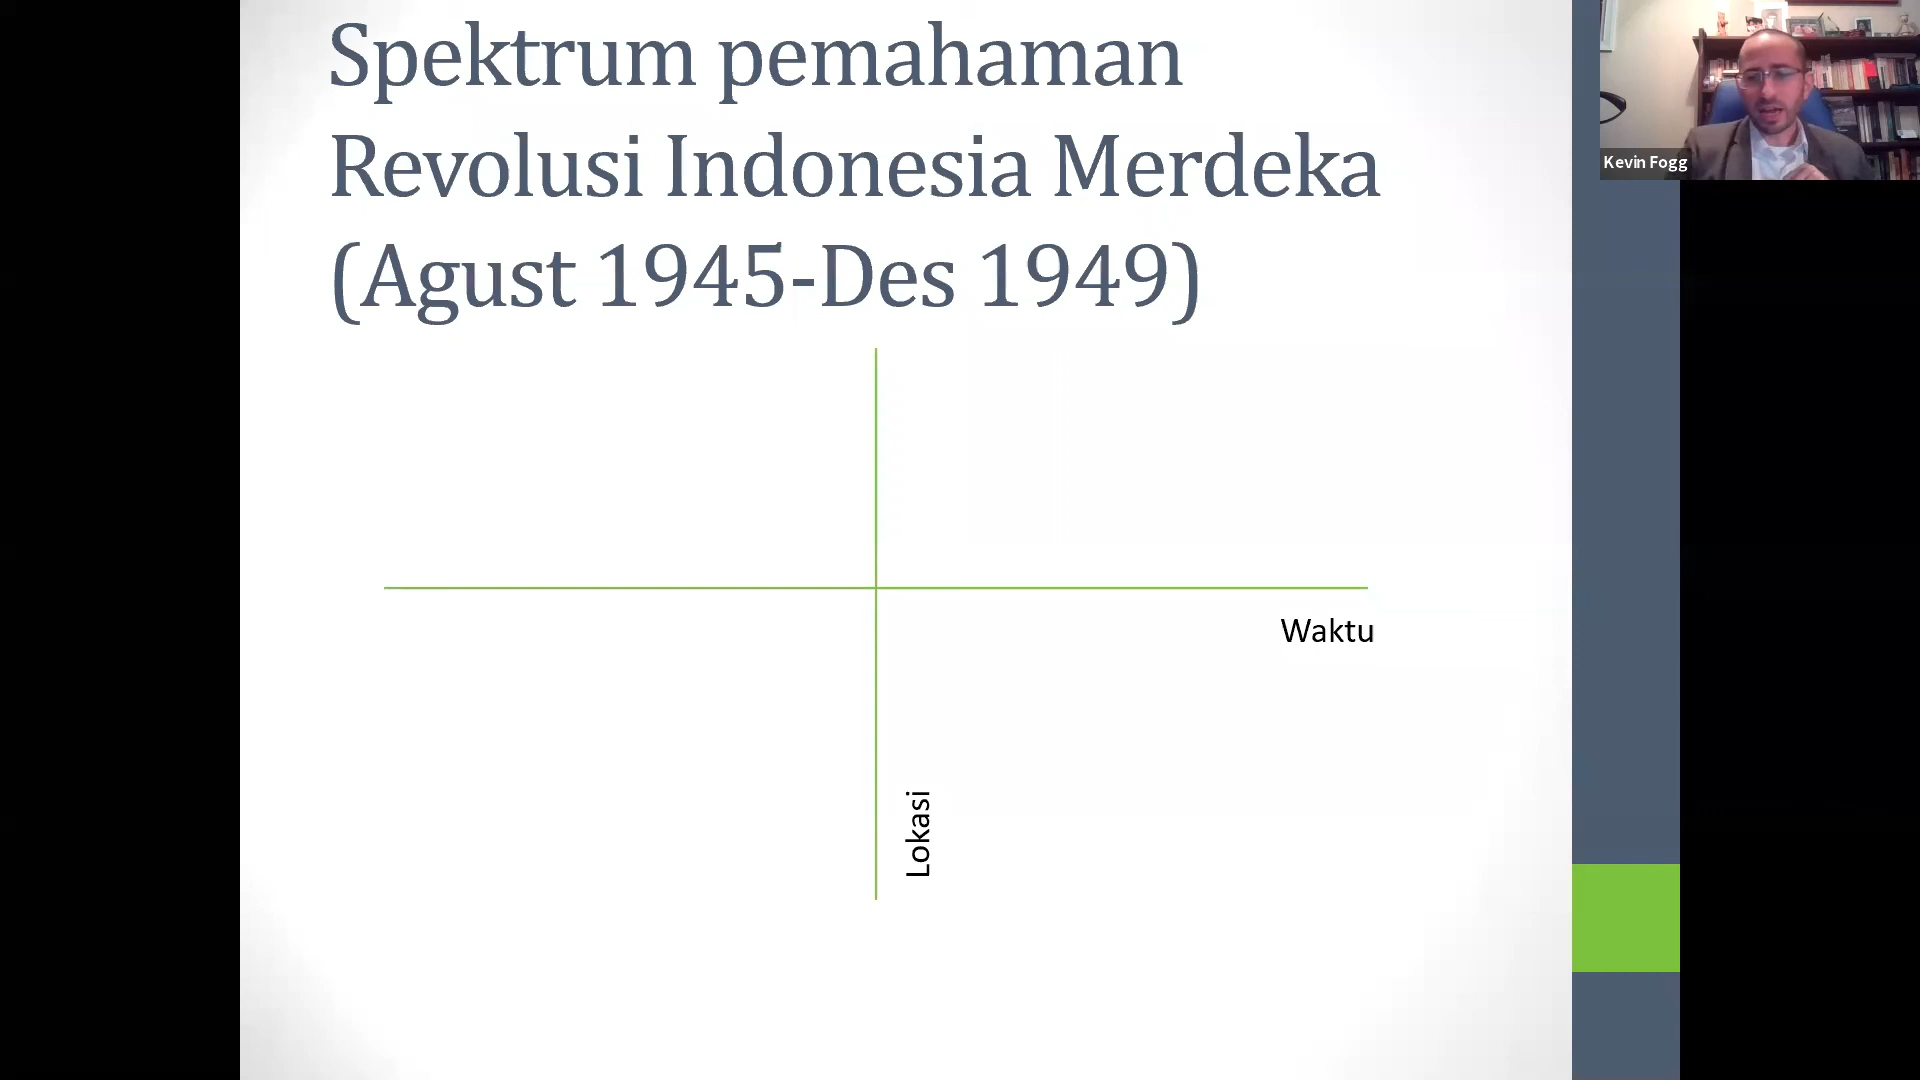 Spektrum pemahaman
Revolusi Indonesia Merdeka
(Agust 1945-Des 1949)
Kevin Fogg
Waktu
Lokasi